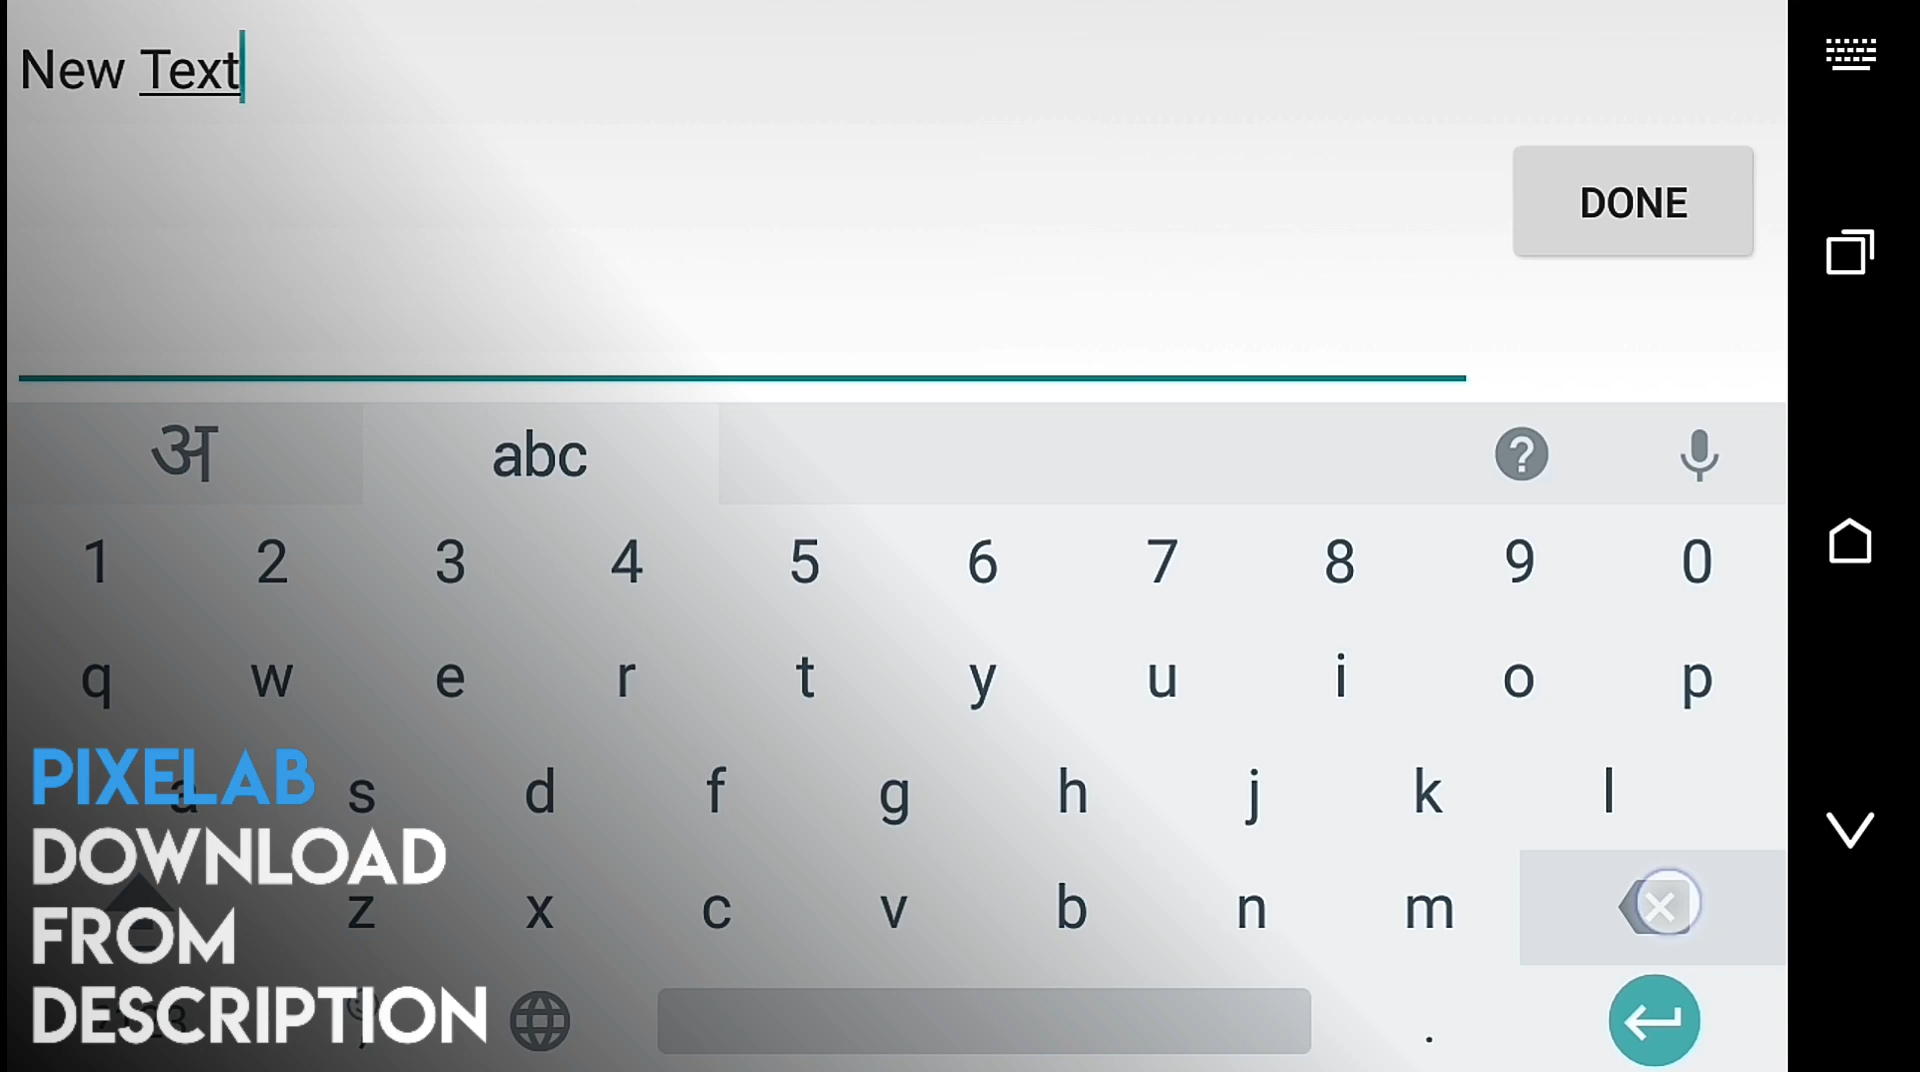 New Text
DONE
अ abc ?
1 2 3 4 5 6 7 8 9 0
q w e r t y u i o p
a s d f g h j k l
z x c v b n m
, .
PIXELAB
DOWNLOAD
FROM
DESCRIPTION